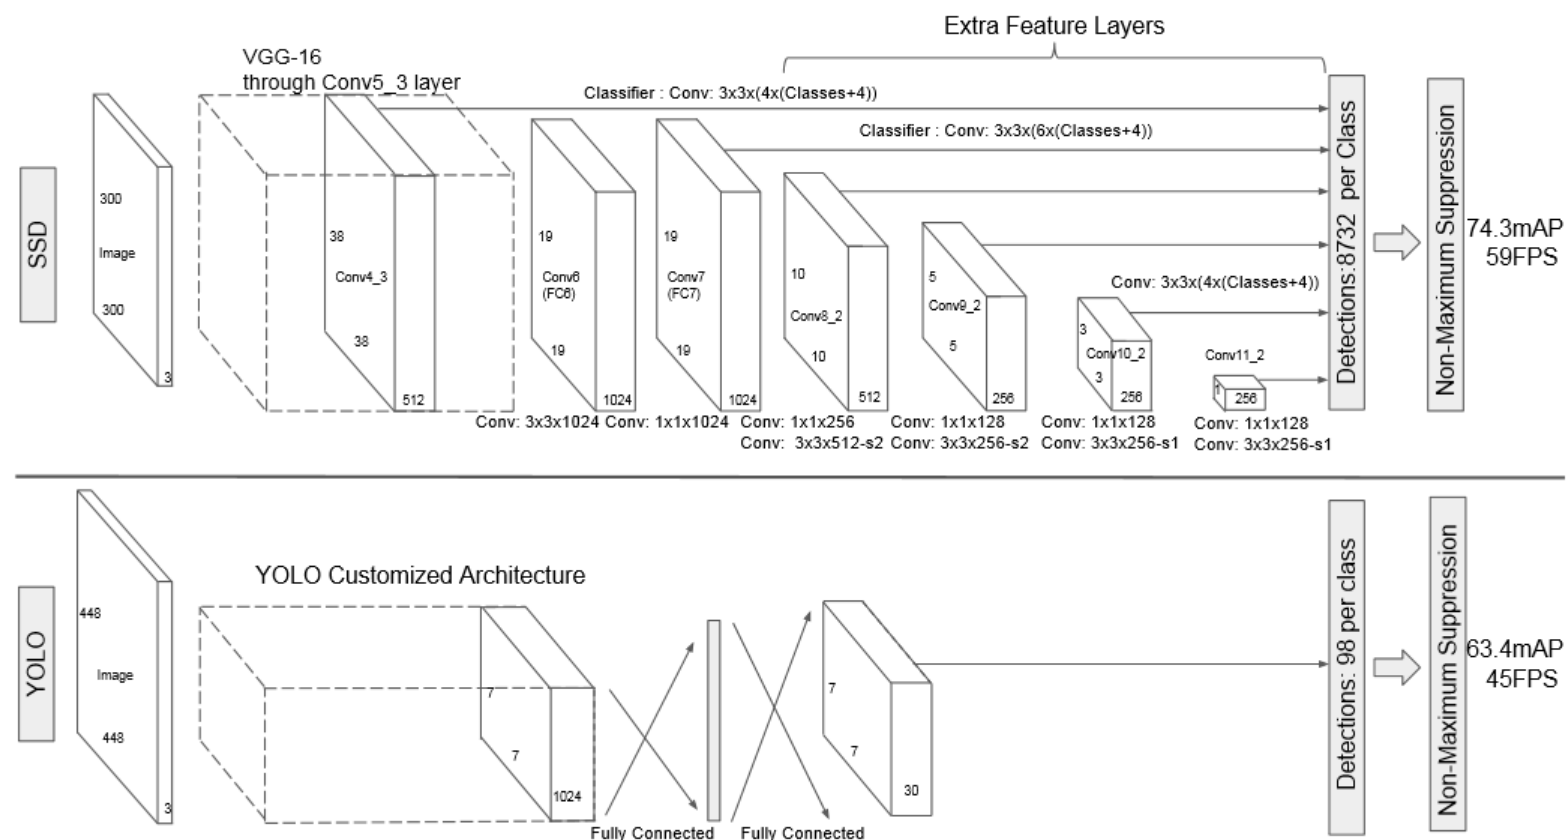 Extra Feature Layers
VGG-16
through Conv5_3 layer
Classifier : Conv: 3x3x(4x(Classes+4))
Classifier : Conv: 3x3x(6x(Classes+4))
SSD
300
Image
300
3
38
Conv4_3
38
512
19
Conv6
(FC6)
19
1024
19
Conv7
(FC7)
19
1024
10
Conv8_2
10
512
5
Conv9_2
5
256
Conv: 3x3x(4x(Classes+4))
3
Conv10_2
3
256
Conv11_2
1
256
Conv: 3x3x1024
Conv: 1x1x1024
Conv: 1x1x256
Conv: 3x3x512-s2
Conv: 1x1x128
Conv: 3x3x256-s2
Conv: 1x1x128
Conv: 3x3x256-s1
Conv: 1x1x128
Conv: 3x3x256-s1
Detections:8732 per Class
Non-Maximum Suppression
74.3mAP
59FPS
YOLO
448
Image
448
3
YOLO Customized Architecture
7
7
1024
Fully Connected
Fully Connected
7
7
30
Detections: 98 per class
Non-Maximum Suppression
63.4mAP
45FPS